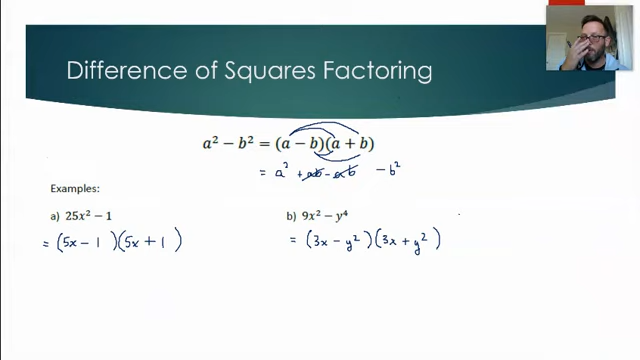 Difference of Squares Factoring
a² − b² = (a − b)(a + b)
= a² + ab − ab − b²
Examples:
a) 25x² − 1
= (5x − 1)(5x + 1)
b) 9x² − y⁴
= (3x − y²)(3x + y²)